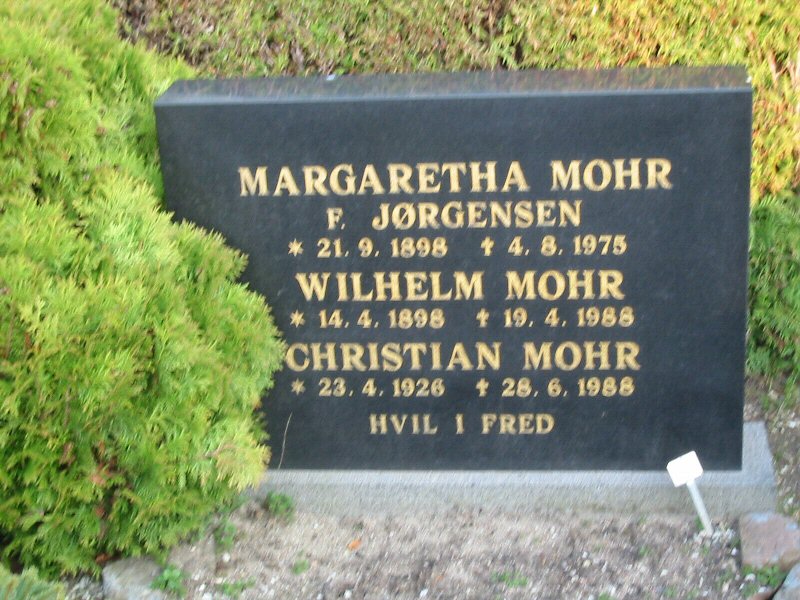 MARGARETHA MOHR
F. JØRGENSEN
* 21. 9. 1898 ✝ 4. 8. 1975
WILHELM MOHR
* 14. 4. 1898 ✝ 19. 4. 1988
CHRISTIAN MOHR
* 23. 4. 1926 ✝ 28. 6. 1988
HVIL I FRED